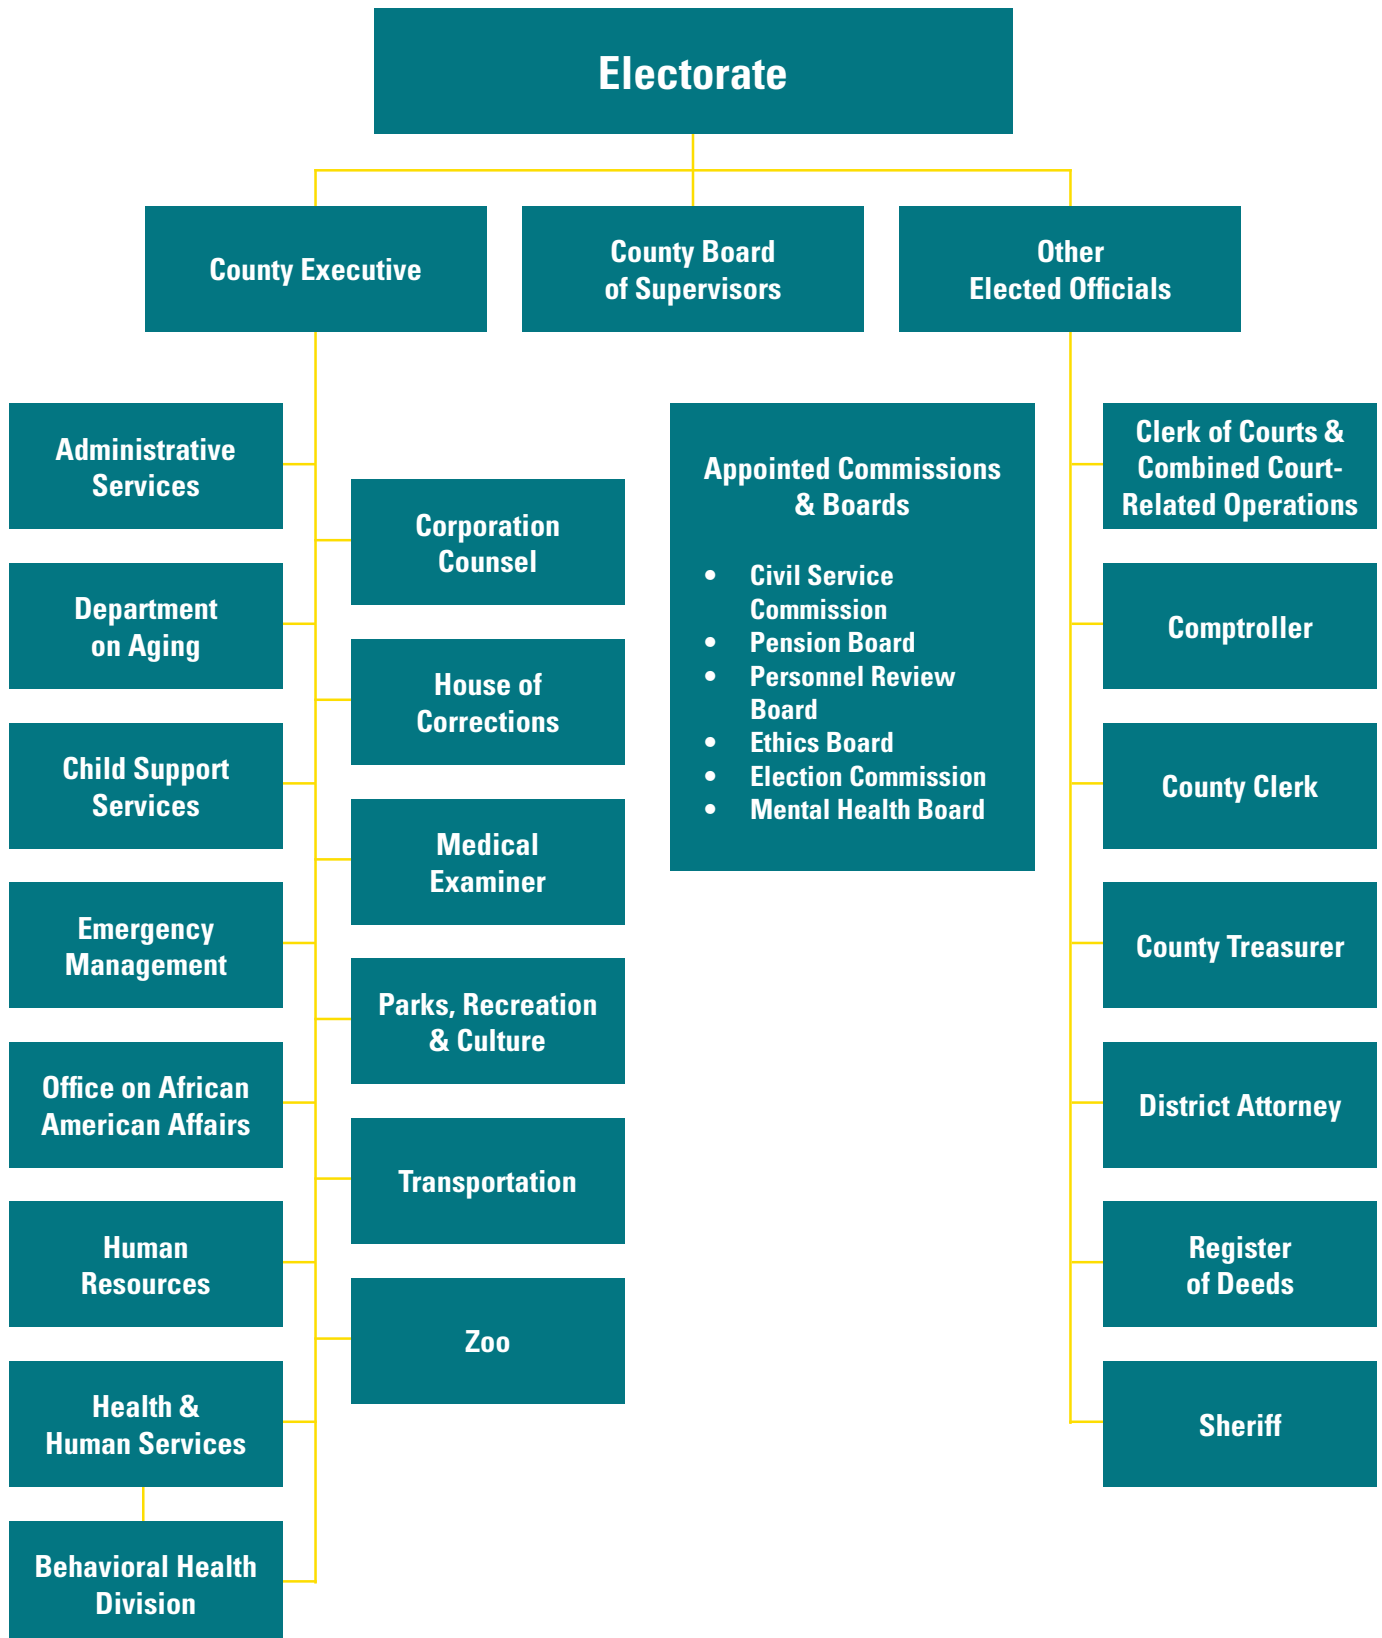 Electorate
County Executive
County Board
of Supervisors
Other
Elected Officials
Administrative
Services
Department
on Aging
Child Support
Services
Emergency
Management
Office on African
American Affairs
Human
Resources
Health &
Human Services
Behavioral Health
Division
Corporation
Counsel
House of
Corrections
Medical
Examiner
Parks, Recreation
& Culture
Transportation
Zoo
Appointed Commissions
& Boards
• Civil Service
Commission
• Pension Board
• Personnel Review
Board
• Ethics Board
• Election Commission
• Mental Health Board
Clerk of Courts &
Combined Court-
Related Operations
Comptroller
County Clerk
County Treasurer
District Attorney
Register
of Deeds
Sheriff